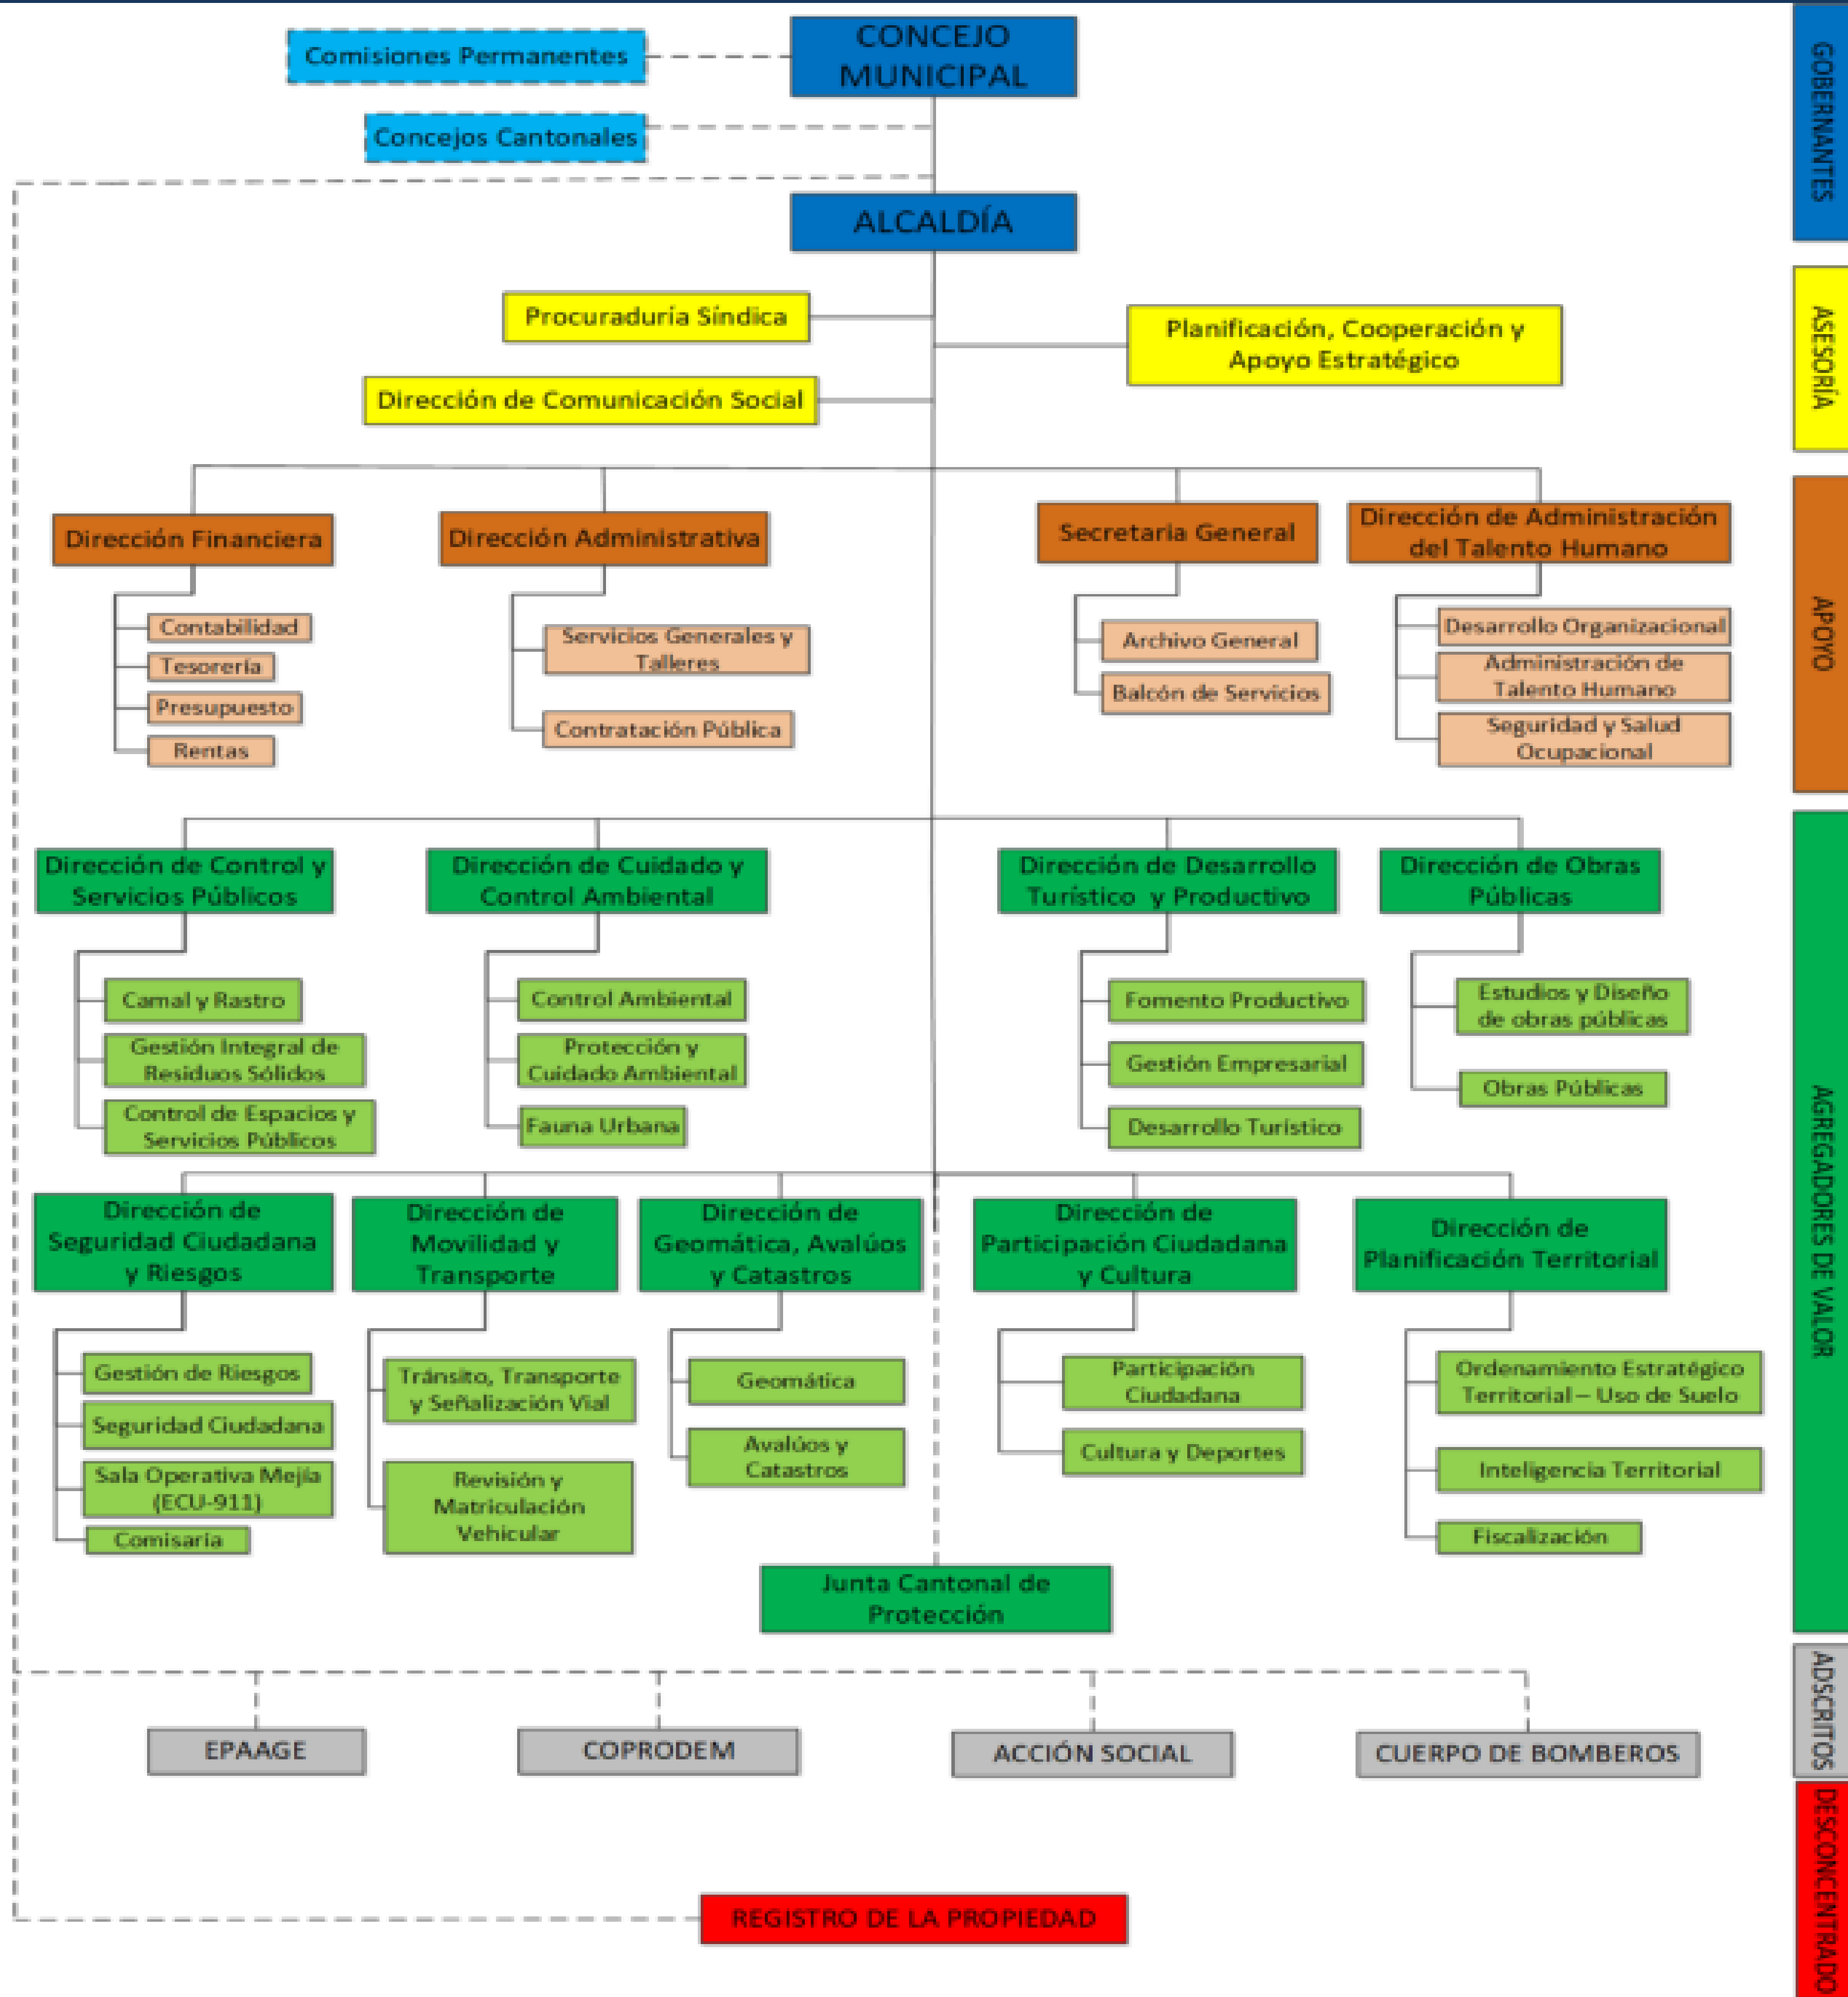 CONCEJO
MUNICIPAL
Comisiones Permanentes
Concejos Cantonales
ALCALDÍA
GOBERNANTES
Procuraduría Síndica
Planificación, Cooperación y
Apoyo Estratégico
Dirección de Comunicación Social
ASESORÍA
Dirección Financiera
Contabilidad
Tesorería
Presupuesto
Rentas
Dirección Administrativa
Servicios Generales y
Talleres
Contratación Pública
Secretaria General
Archivo General
Balcón de Servicios
Dirección de Administración
del Talento Humano
Desarrollo Organizacional
Administración de
Talento Humano
Seguridad y Salud
Ocupacional
APOYO
Dirección de Control y
Servicios Públicos
Camal y Rastro
Gestión Integral de
Residuos Sólidos
Control de Espacios y
Servicios Públicos
Dirección de Cuidado y
Control Ambiental
Control Ambiental
Protección y
Cuidado Ambiental
Fauna Urbana
Dirección de Desarrollo
Turístico y Productivo
Fomento Productivo
Gestión Empresarial
Desarrollo Turístico
Dirección de Obras
Públicas
Estudios y Diseño
de obras públicas
Obras Públicas
Dirección de
Seguridad Ciudadana
y Riesgos
Gestión de Riesgos
Seguridad Ciudadana
Sala Operativa Mejía
(ECU-911)
Comisaría
Dirección de
Movilidad y
Transporte
Tránsito, Transporte
y Señalización Vial
Revisión y
Matriculación
Vehicular
Dirección de
Geomática, Avalúos
y Catastros
Geomática
Avalúos y
Catastros
Dirección de
Participación Ciudadana
y Cultura
Participación
Ciudadana
Cultura y Deportes
Dirección de
Planificación Territorial
Ordenamiento Estratégico
Territorial – Uso de Suelo
Inteligencia Territorial
Fiscalización
Junta Cantonal de
Protección
AGREGADORES DE VALOR
EPAAGE
COPRODEM
ACCIÓN SOCIAL
CUERPO DE BOMBEROS
ADSCRITOS
REGISTRO DE LA PROPIEDAD
DESCONCENTRADO